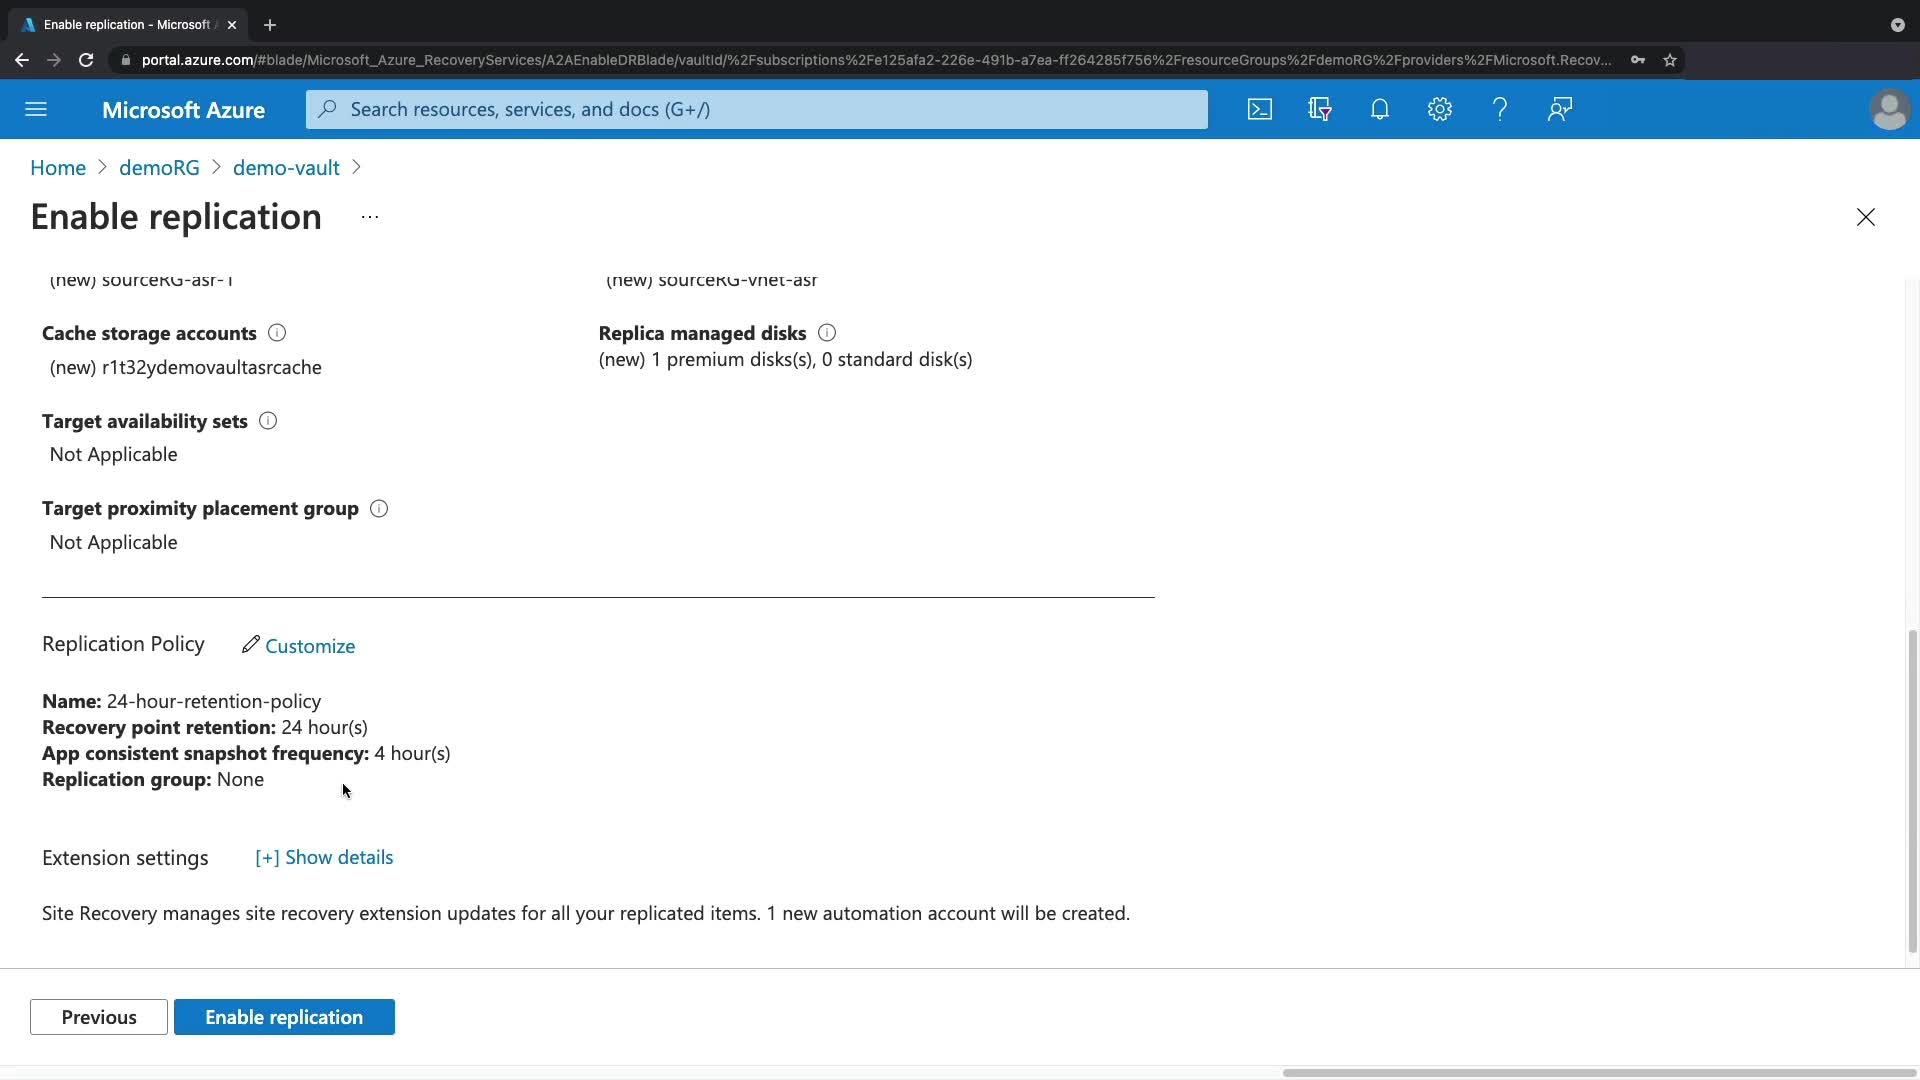 Enable replication - Microsoft A
portal.azure.com/#blade/Microsoft_Azure_RecoveryServices/A2AEnableDRBlade/vaultId/%2Fsubscriptions%2Fe125afa2-226e-491b-a7ea-ff264285f756%2FresourceGroups%2FdemoRG%2Fproviders%2FMicrosoft.Recov...
Microsoft Azure
Search resources, services, and docs (G+/)
Home > demoRG > demo-vault >
Enable replication ...
(new) sourceRG-asr-1
(new) sourceRG-vnet-asr
Cache storage accounts
(new) r1t32ydemovaultasrcache
Replica managed disks
(new) 1 premium disks(s), 0 standard disk(s)
Target availability sets
Not Applicable
Target proximity placement group
Not Applicable
Replication Policy
Customize
Name: 24-hour-retention-policy
Recovery point retention: 24 hour(s)
App consistent snapshot frequency: 4 hour(s)
Replication group: None
Extension settings
[+] Show details
Site Recovery manages site recovery extension updates for all your replicated items. 1 new automation account will be created.
Previous
Enable replication